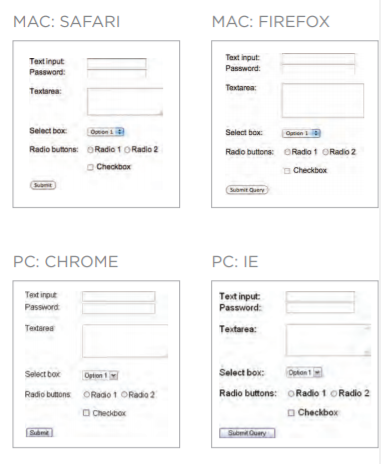 MAC: SAFARI
Text input:
Password:
Textarea:
Select box: Option 1
Radio buttons: Radio 1 Radio 2
Checkbox
Submit
MAC: FIREFOX
Text input:
Password:
Textarea:
Select box: Option 1
Radio buttons: Radio 1 Radio 2
Checkbox
Submit Query
PC: CHROME
Text input:
Password:
Textarea:
Select box: Option 1
Radio buttons: Radio 1 Radio 2
Checkbox
Submit
PC: IE
Text input:
Password:
Textarea:
Select box: Option 1
Radio buttons: Radio 1 Radio 2
Checkbox
Submit Query